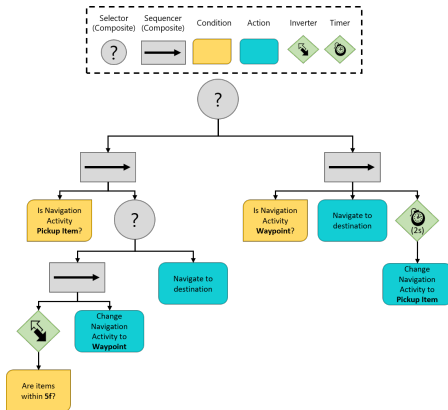 Selector
(Composite)
Sequencer
(Composite)
Condition
Action
Inverter
Timer
?
?
Is Navigation
Activity
Pickup Item?
?
Is Navigation
Activity
Waypoint?
Navigate to
destination
(2s)
Navigate to
destination
Change
Navigation
Activity to
Pickup Item
Change
Navigation
Activity to
Waypoint
Are items
within 5f?